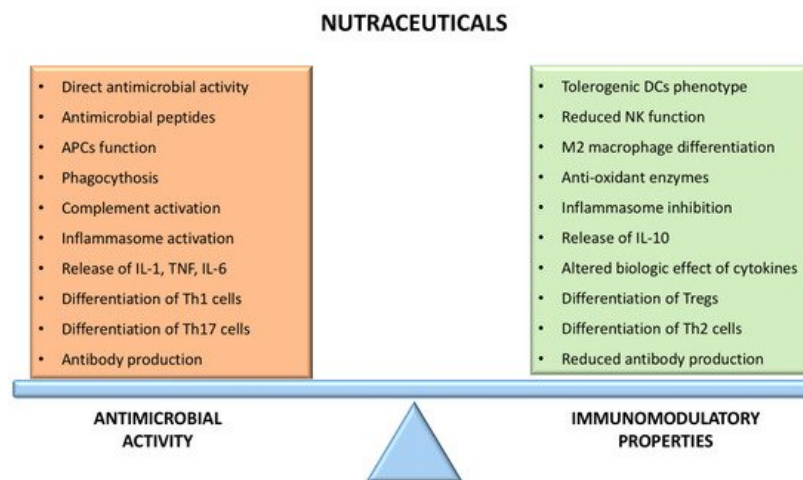 NUTRACEUTICALS
• Direct antimicrobial activity
• Antimicrobial peptides
• APCs function
• Phagocythosis
• Complement activation
• Inflammasome activation
• Release of IL-1, TNF, IL-6
• Differentiation of Th1 cells
• Differentiation of Th17 cells
• Antibody production
• Tolerogenic DCs phenotype
• Reduced NK function
• M2 macrophage differentiation
• Anti-oxidant enzymes
• Inflammasome inhibition
• Release of IL-10
• Altered biologic effect of cytokines
• Differentiation of Tregs
• Differentiation of Th2 cells
• Reduced antibody production
ANTIMICROBIAL
ACTIVITY
IMMUNOMODULATORY
PROPERTIES